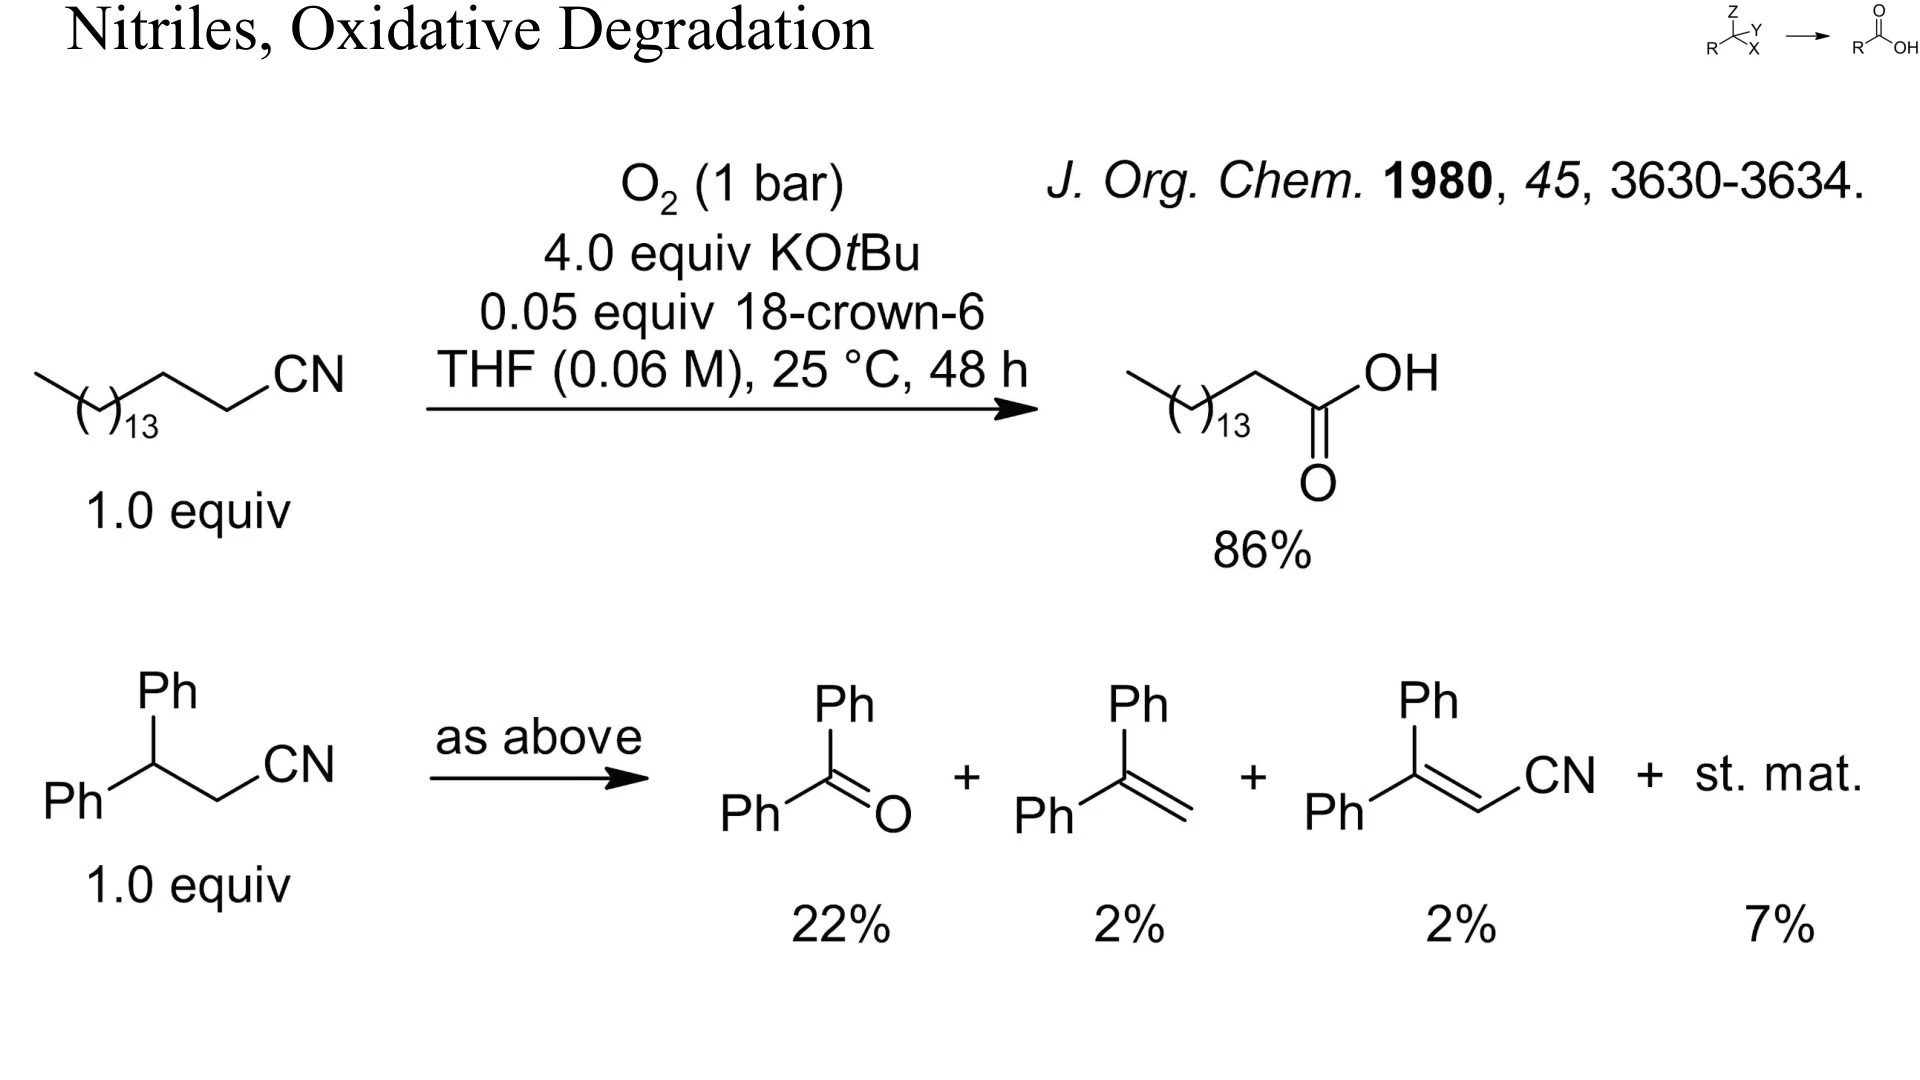 Nitriles, Oxidative Degradation
Z
R Y X
O
R OH
O2 (1 bar)
J. Org. Chem. 1980, 45, 3630-3634.
4.0 equiv KOtBu
0.05 equiv 18-crown-6
THF (0.06 M), 25 °C, 48 h
CN
( )13
1.0 equiv
OH
( )13
O
86%
Ph
Ph CN
1.0 equiv
as above
Ph
Ph O
+
Ph
Ph
+
Ph
Ph CN
+ st. mat.
22% 2% 2% 7%